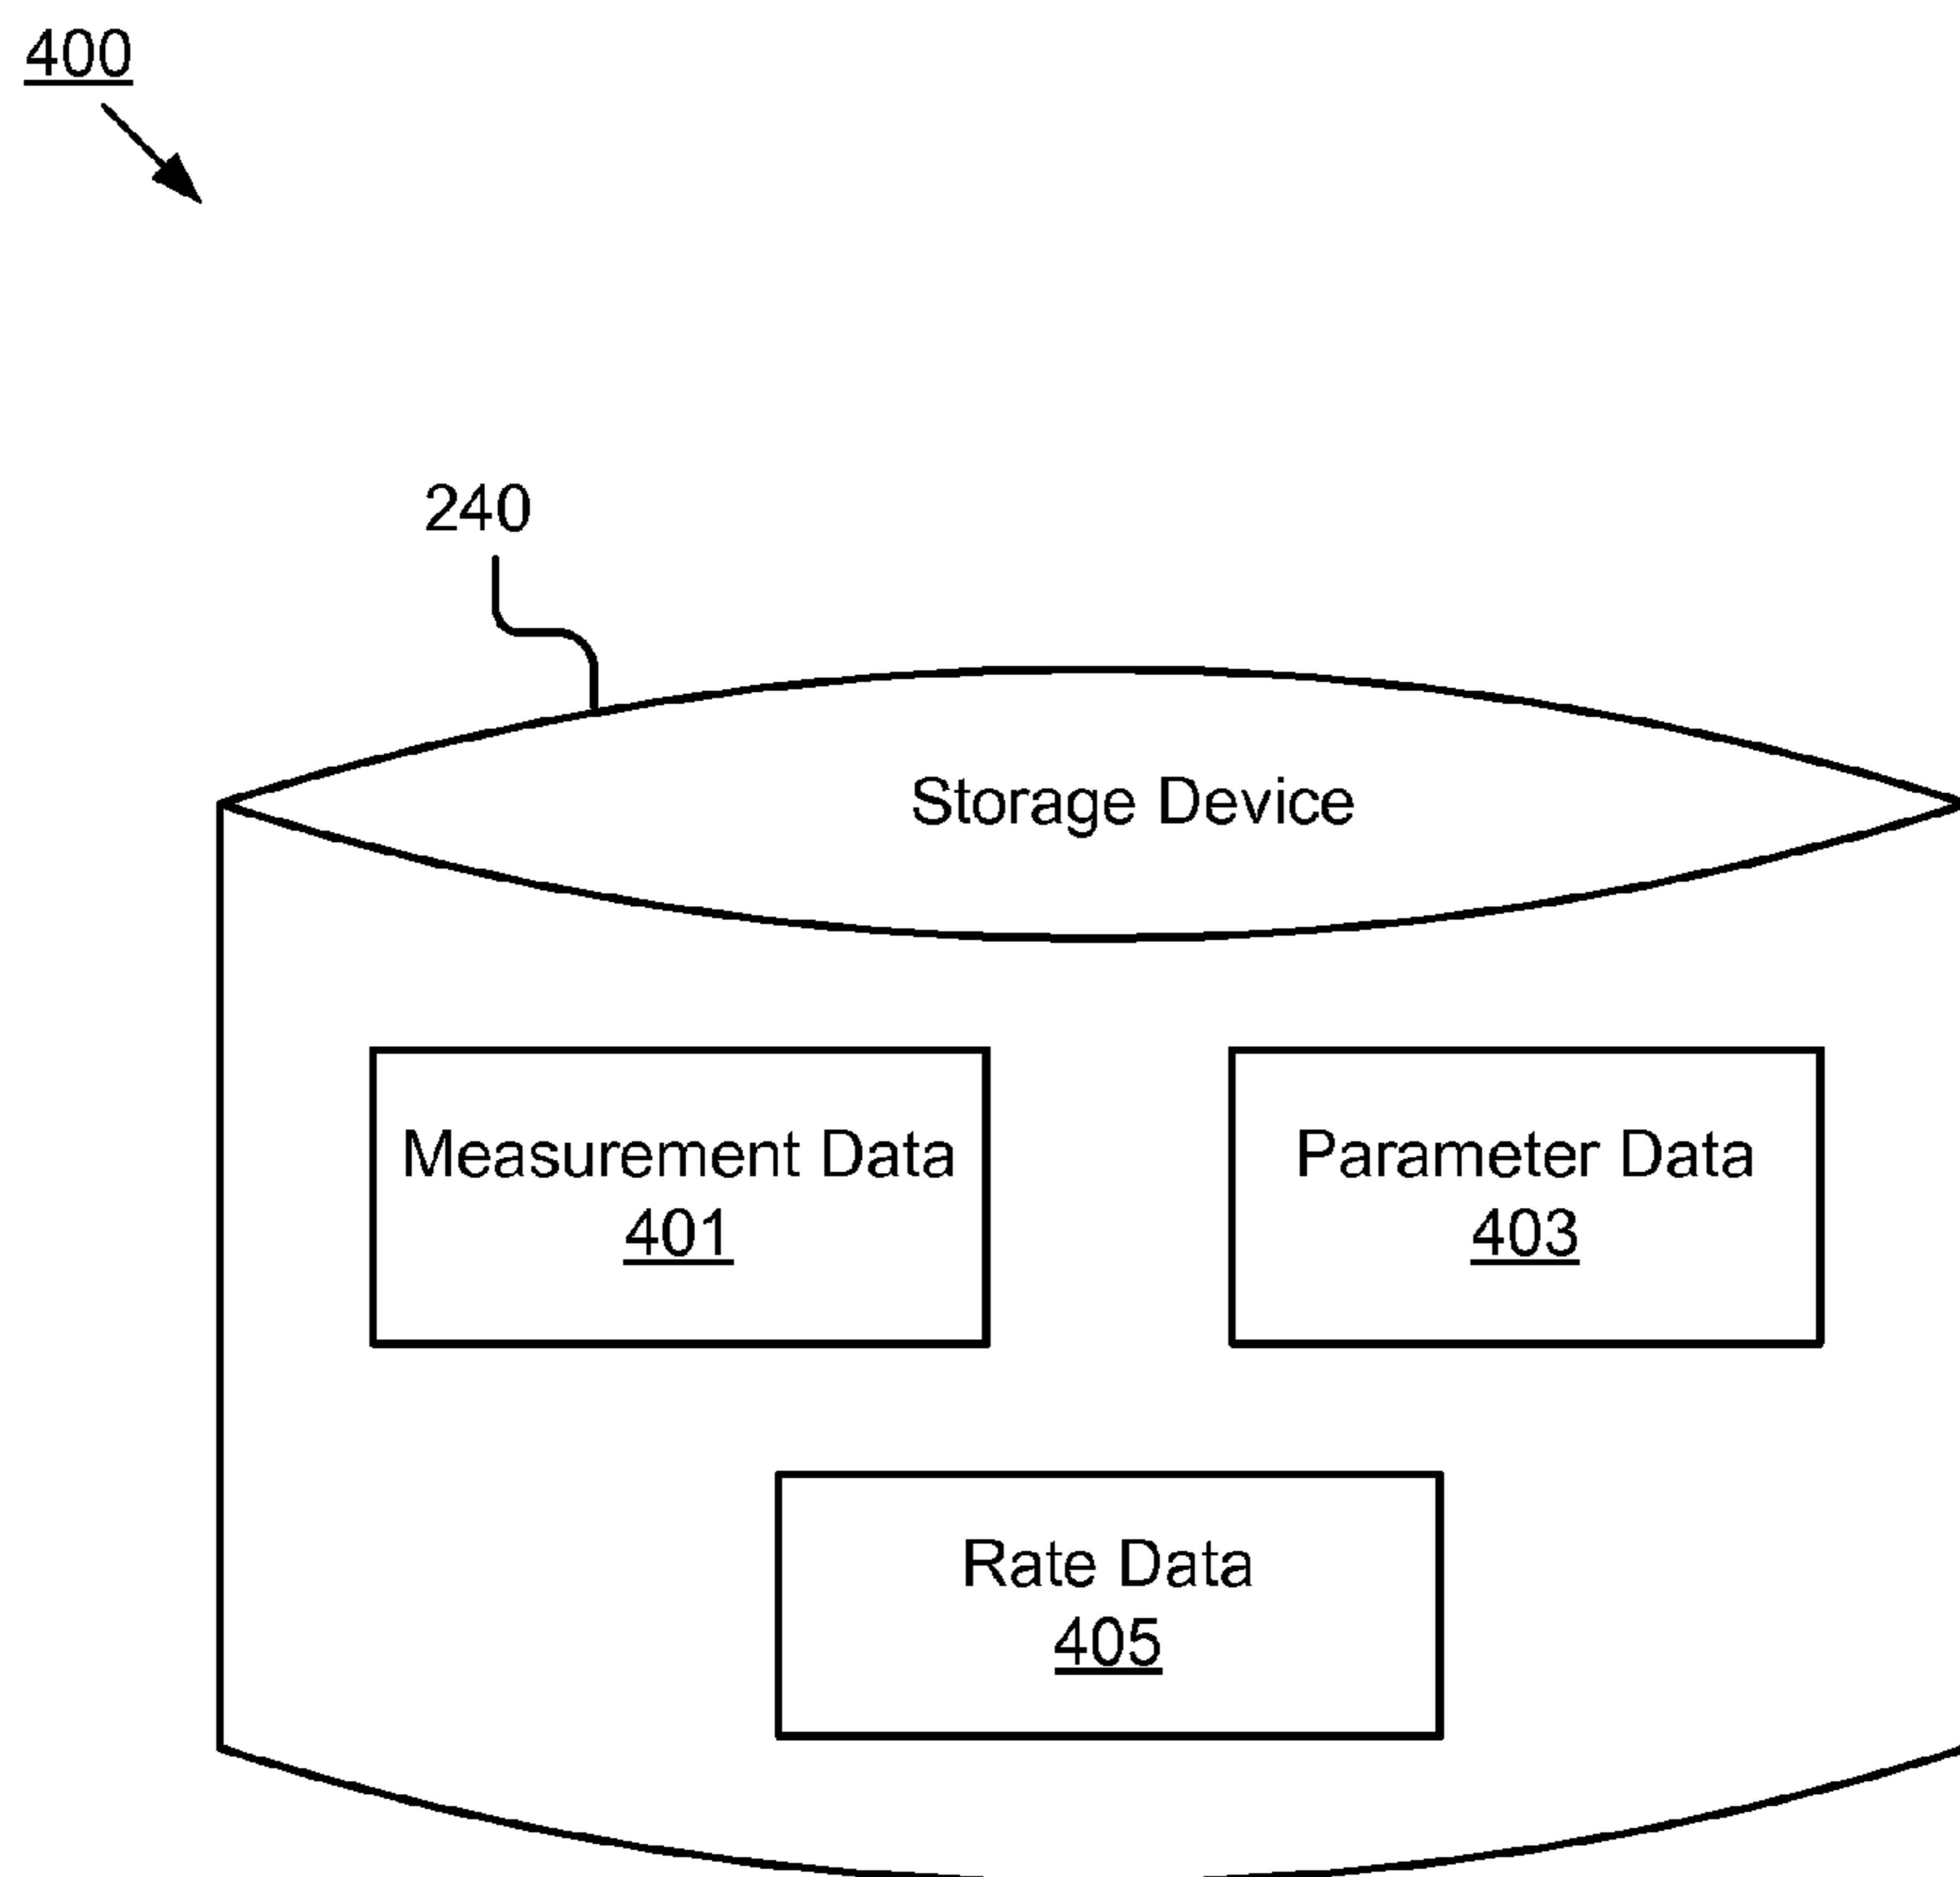 400
240
Storage Device
Measurement Data
401
Parameter Data
403
Rate Data
405